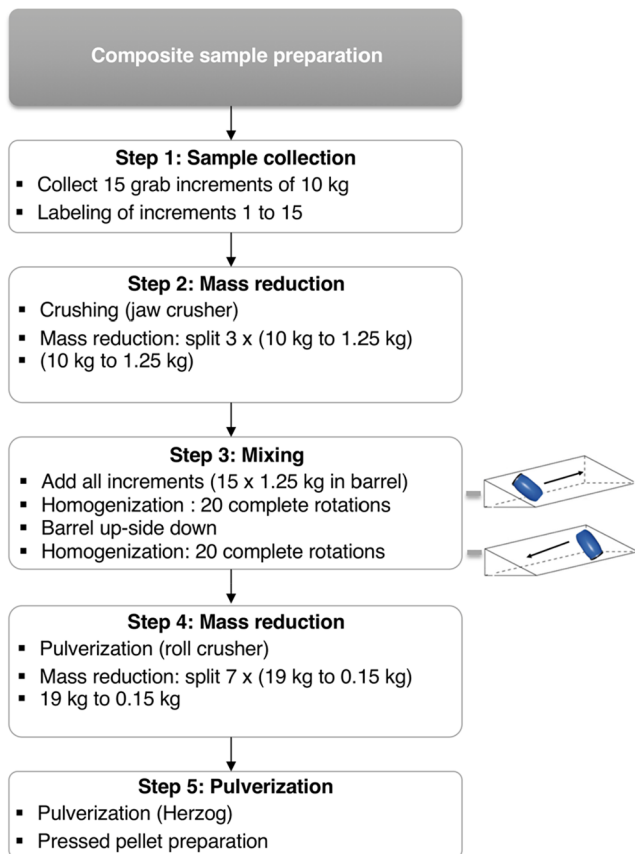 Composite sample preparation
Step 1: Sample collection
▪ Collect 15 grab increments of 10 kg
▪ Labeling of increments 1 to 15
Step 2: Mass reduction
▪ Crushing (jaw crusher)
▪ Mass reduction: split 3 x (10 kg to 1.25 kg)
▪ (10 kg to 1.25 kg)
Step 3: Mixing
▪ Add all increments (15 x 1.25 kg in barrel)
▪ Homogenization : 20 complete rotations
▪ Barrel up-side down
▪ Homogenization: 20 complete rotations
Step 4: Mass reduction
▪ Pulverization (roll crusher)
▪ Mass reduction: split 7 x (19 kg to 0.15 kg)
▪ 19 kg to 0.15 kg
Step 5: Pulverization
▪ Pulverization (Herzog)
▪ Pressed pellet preparation